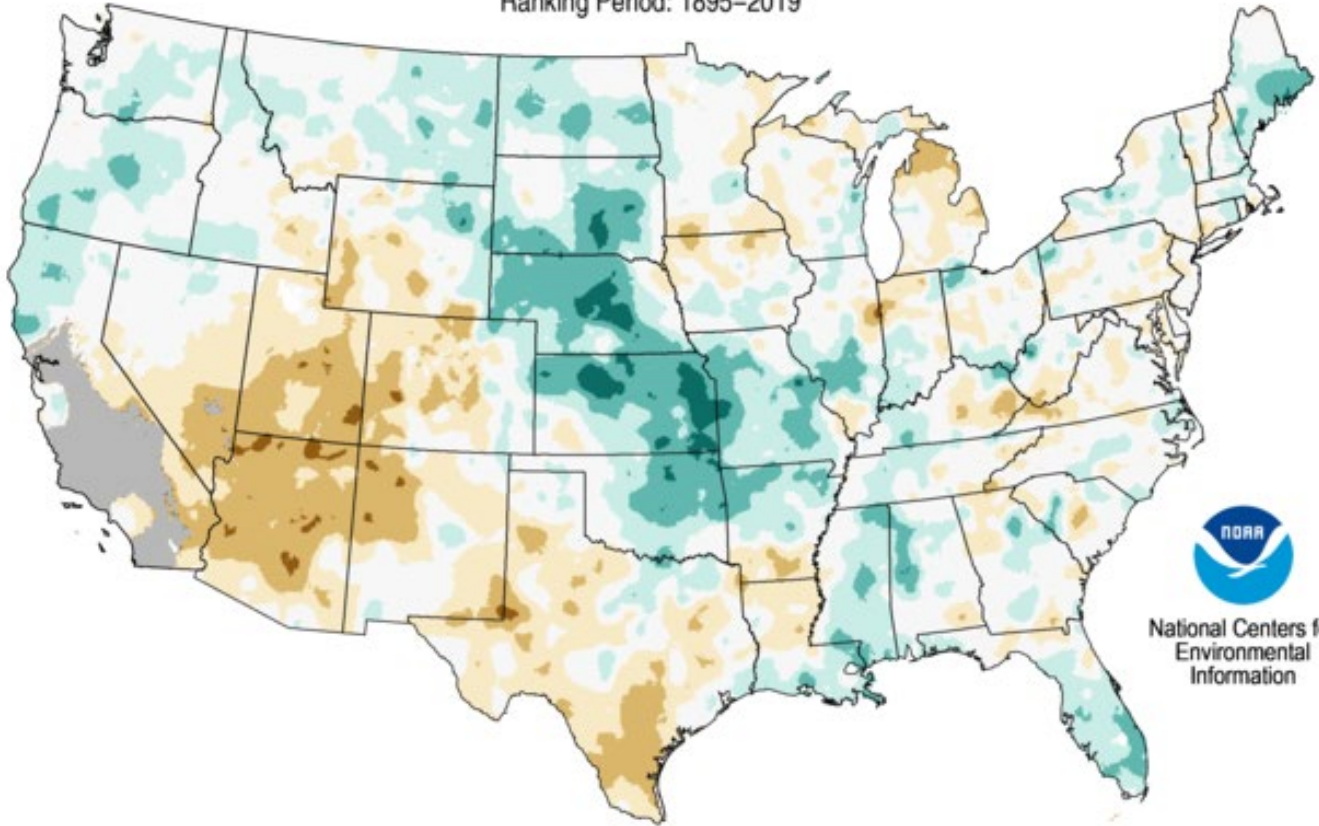 Ranking Period: 1895–2019
NOAA
National Centers f
Environmental
Information